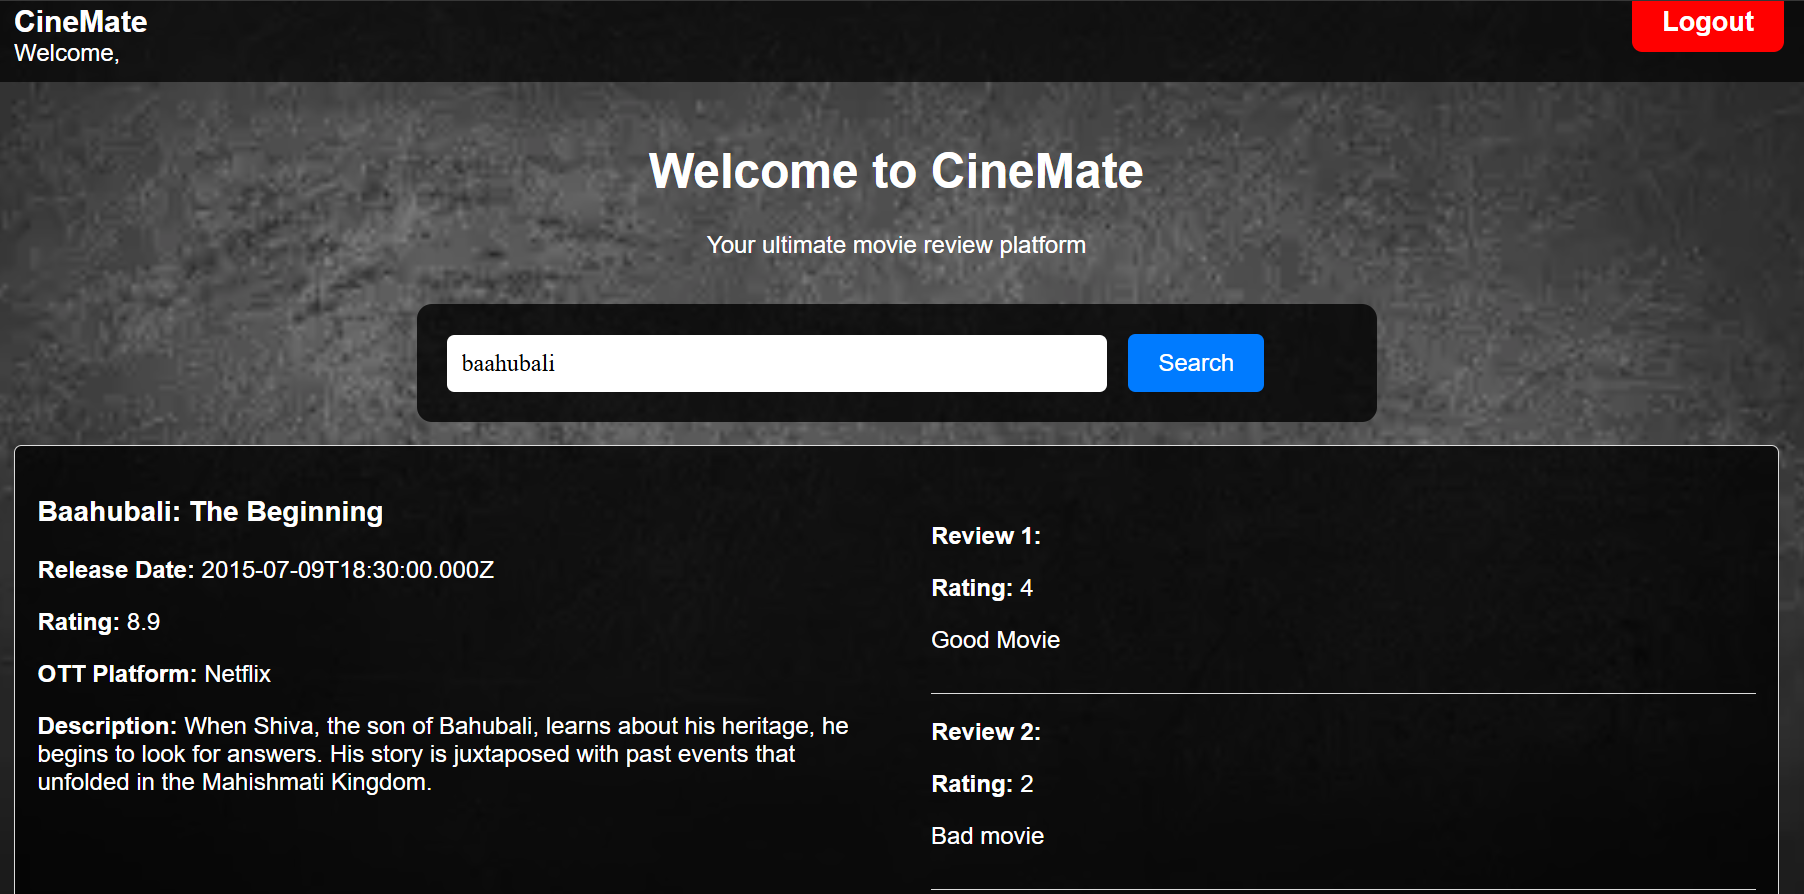 CineMate
Welcome,
Logout
Welcome to CineMate
Your ultimate movie review platform
baahubali
Search
Baahubali: The Beginning
Release Date: 2015-07-09T18:30:00.000Z
Rating: 8.9
OTT Platform: Netflix
Description: When Shiva, the son of Bahubali, learns about his heritage, he
begins to look for answers. His story is juxtaposed with past events that
unfolded in the Mahishmati Kingdom.
Review 1:
Rating: 4
Good Movie
Review 2:
Rating: 2
Bad movie